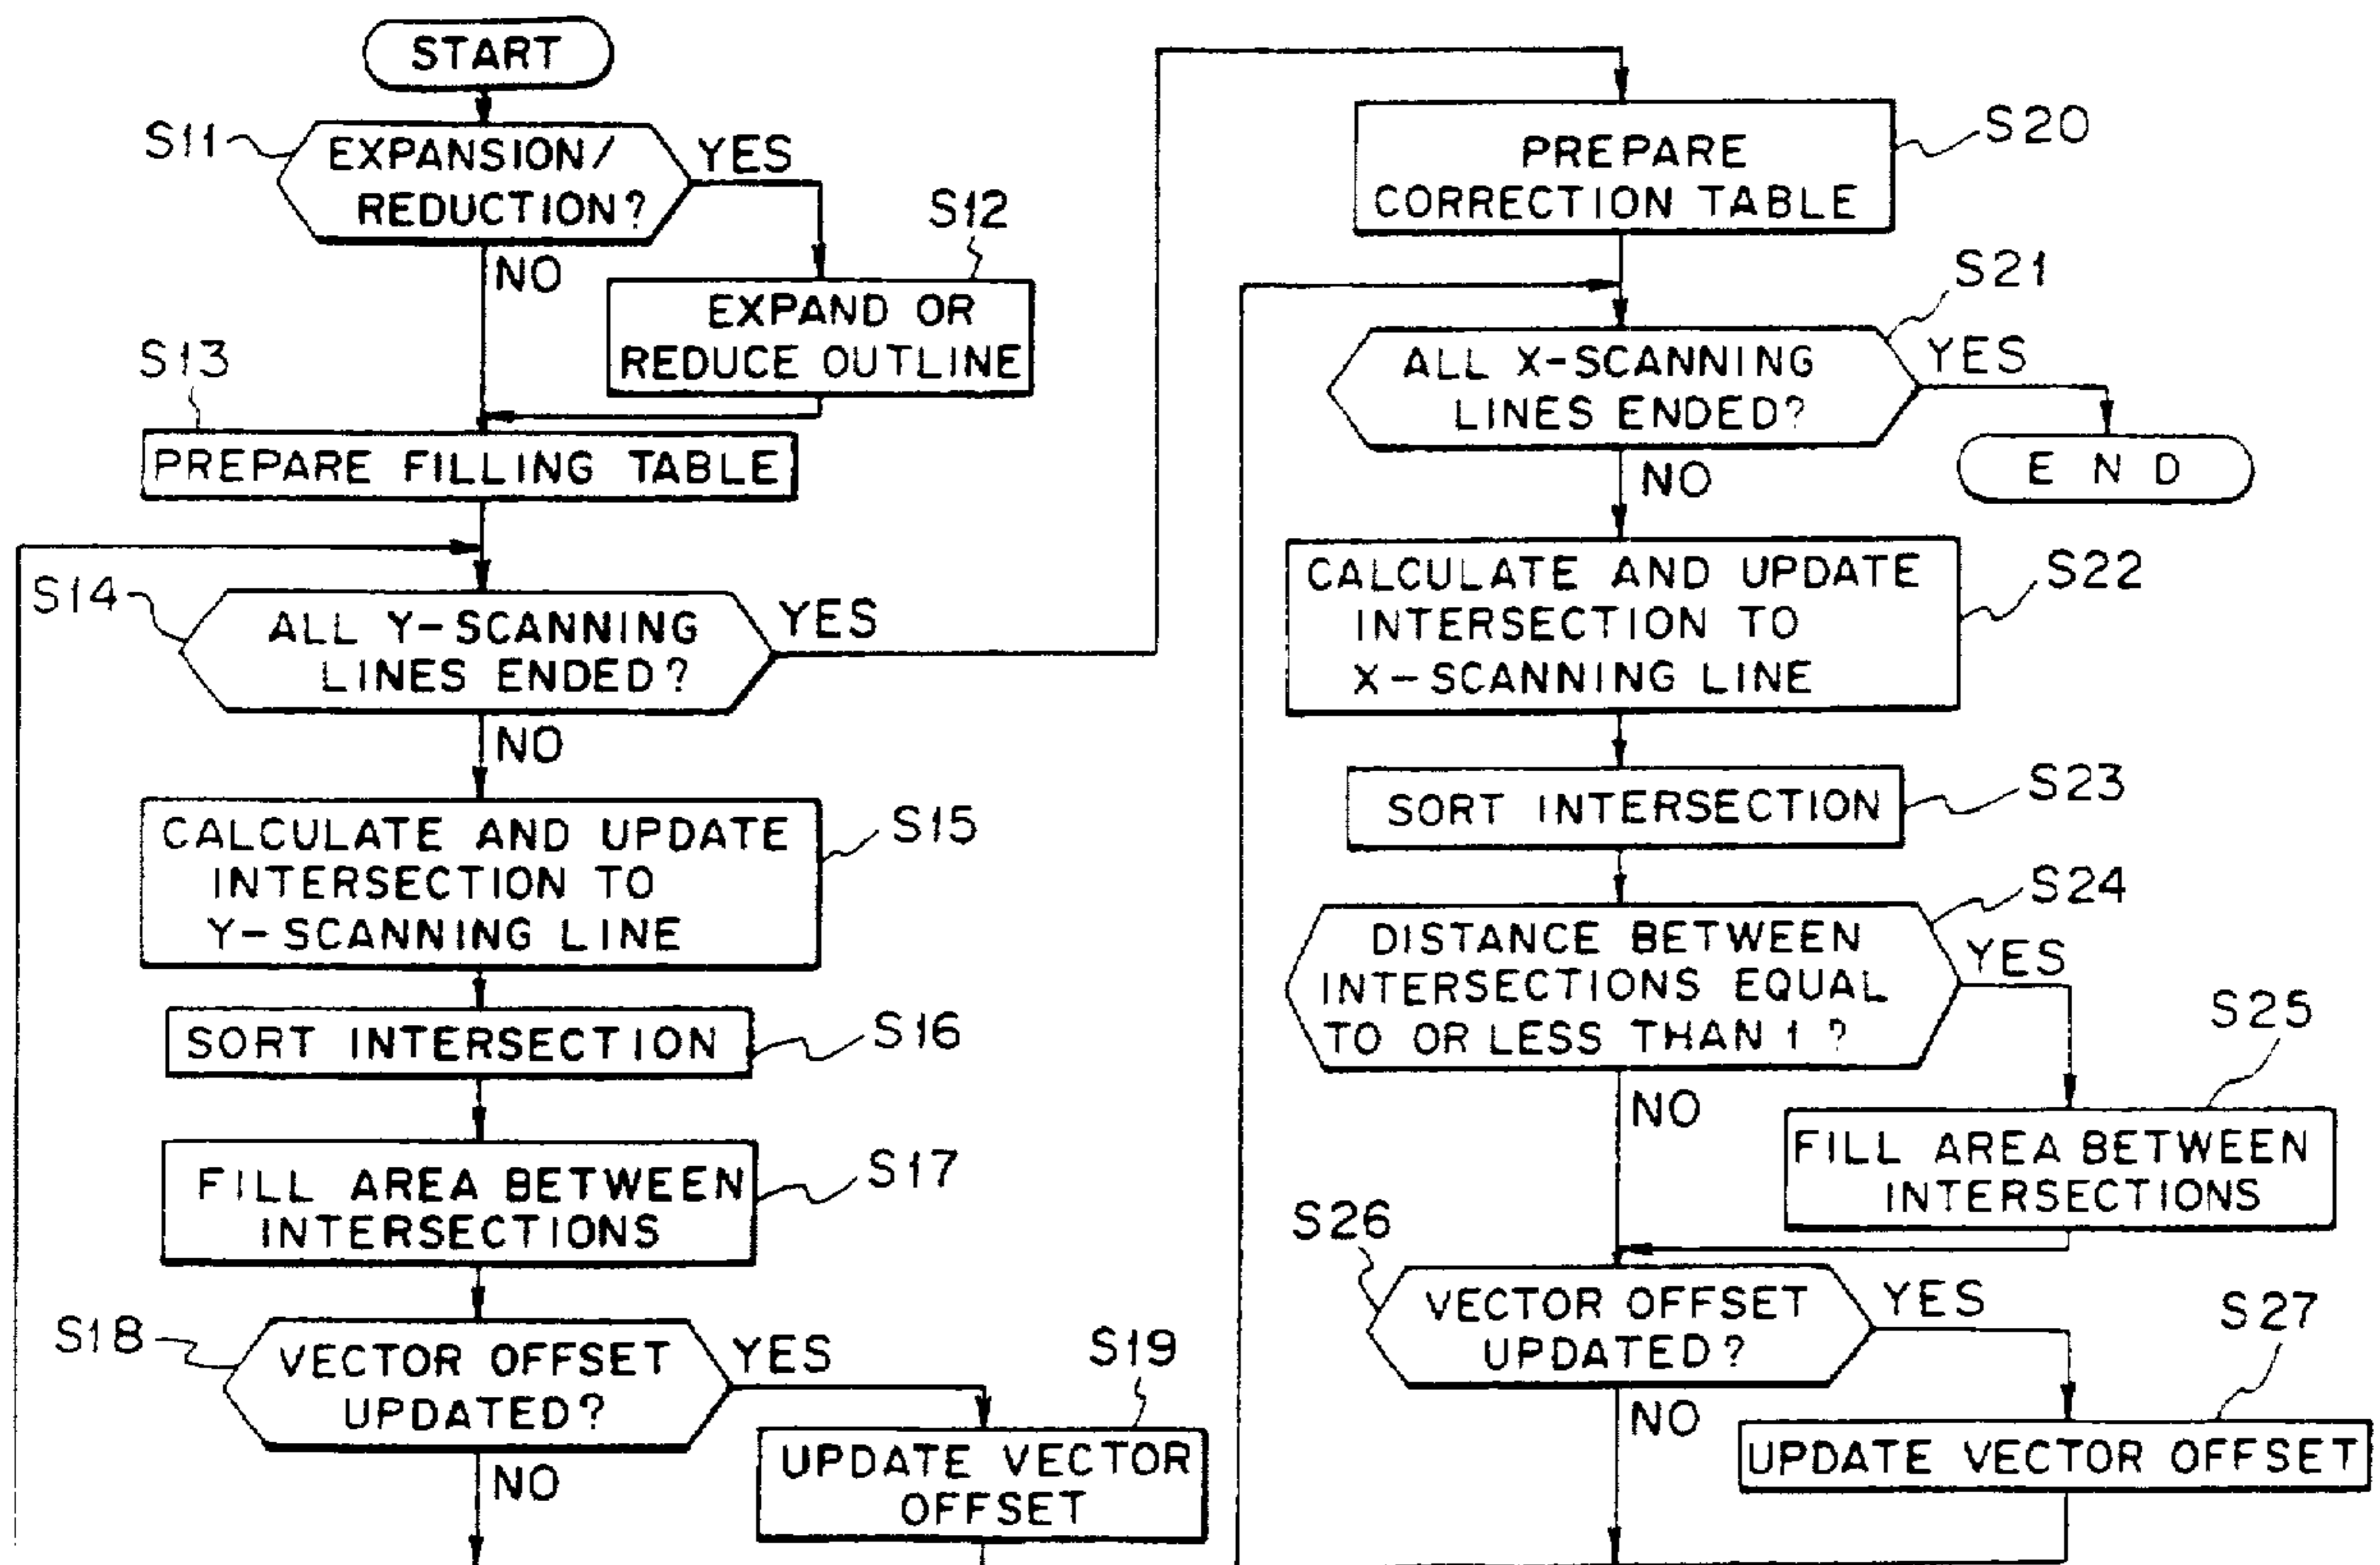 START
S11
EXPANSION/
REDUCTION?
YES
NO
S12
EXPAND OR
REDUCE OUTLINE
S13
PREPARE FILLING TABLE
S14
ALL Y-SCANNING
LINES ENDED?
YES
NO
S15
CALCULATE AND UPDATE
INTERSECTION TO
Y-SCANNING LINE
S16
SORT INTERSECTION
S17
FILL AREA BETWEEN
INTERSECTIONS
S18
VECTOR OFFSET
UPDATED?
YES
NO
S19
UPDATE VECTOR
OFFSET
S20
PREPARE
CORRECTION TABLE
S21
ALL X-SCANNING
LINES ENDED?
YES
NO
END
S22
CALCULATE AND UPDATE
INTERSECTION TO
X-SCANNING LINE
S23
SORT INTERSECTION
S24
DISTANCE BETWEEN
INTERSECTIONS EQUAL
TO OR LESS THAN 1?
YES
NO
S25
FILL AREA BETWEEN
INTERSECTIONS
S26
VECTOR OFFSET
UPDATED?
YES
NO
S27
UPDATE VECTOR OFFSET